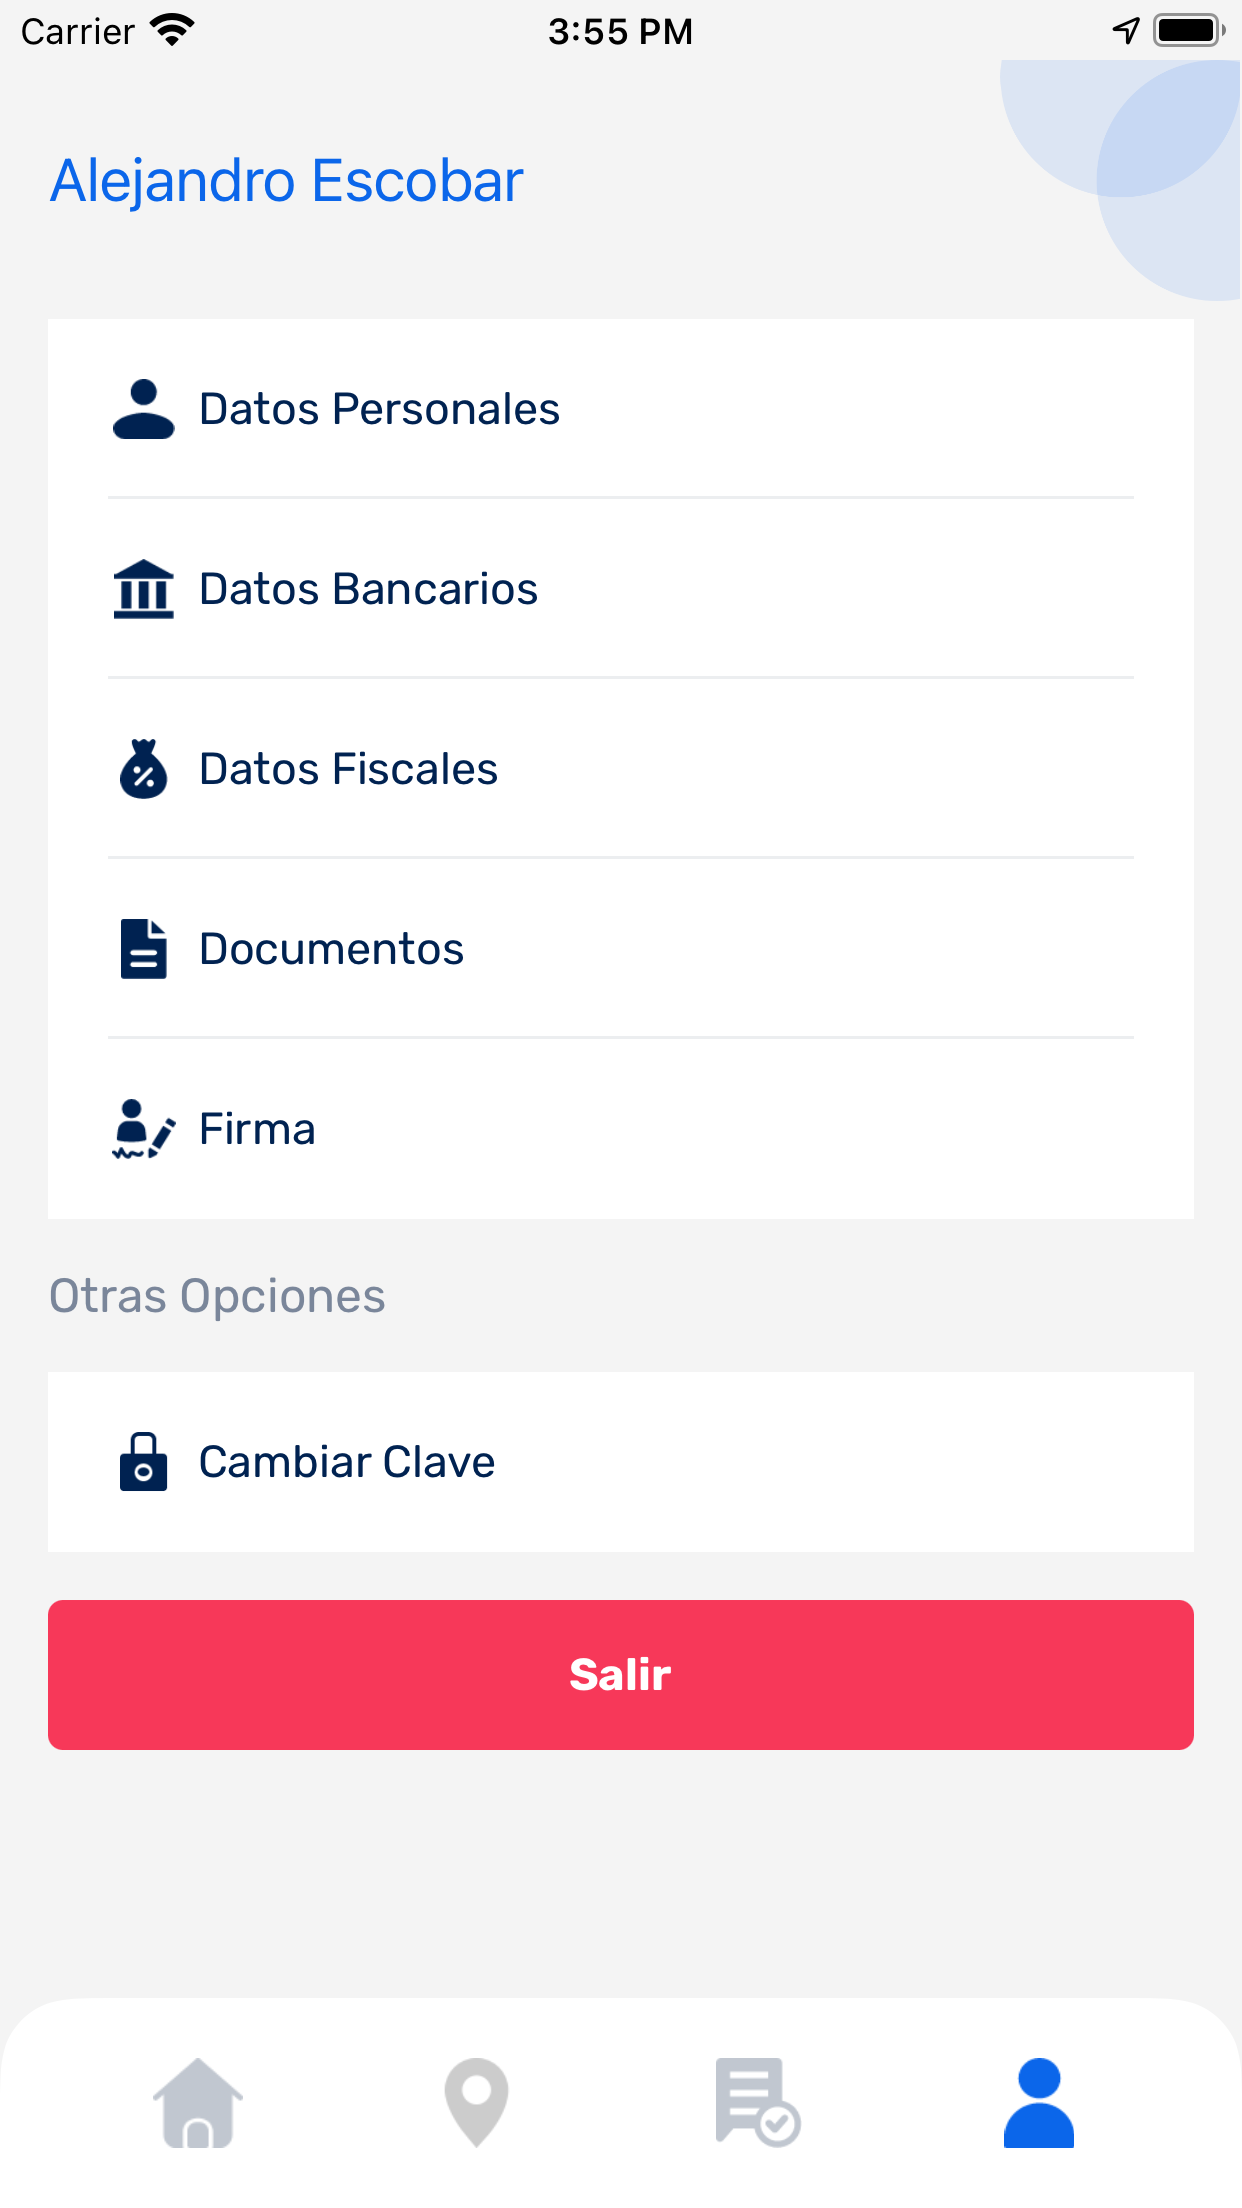 Carrier 3:55 PM
Alejandro Escobar
Datos Personales
Datos Bancarios
Datos Fiscales
Documentos
Firma
Otras Opciones
Cambiar Clave
Salir